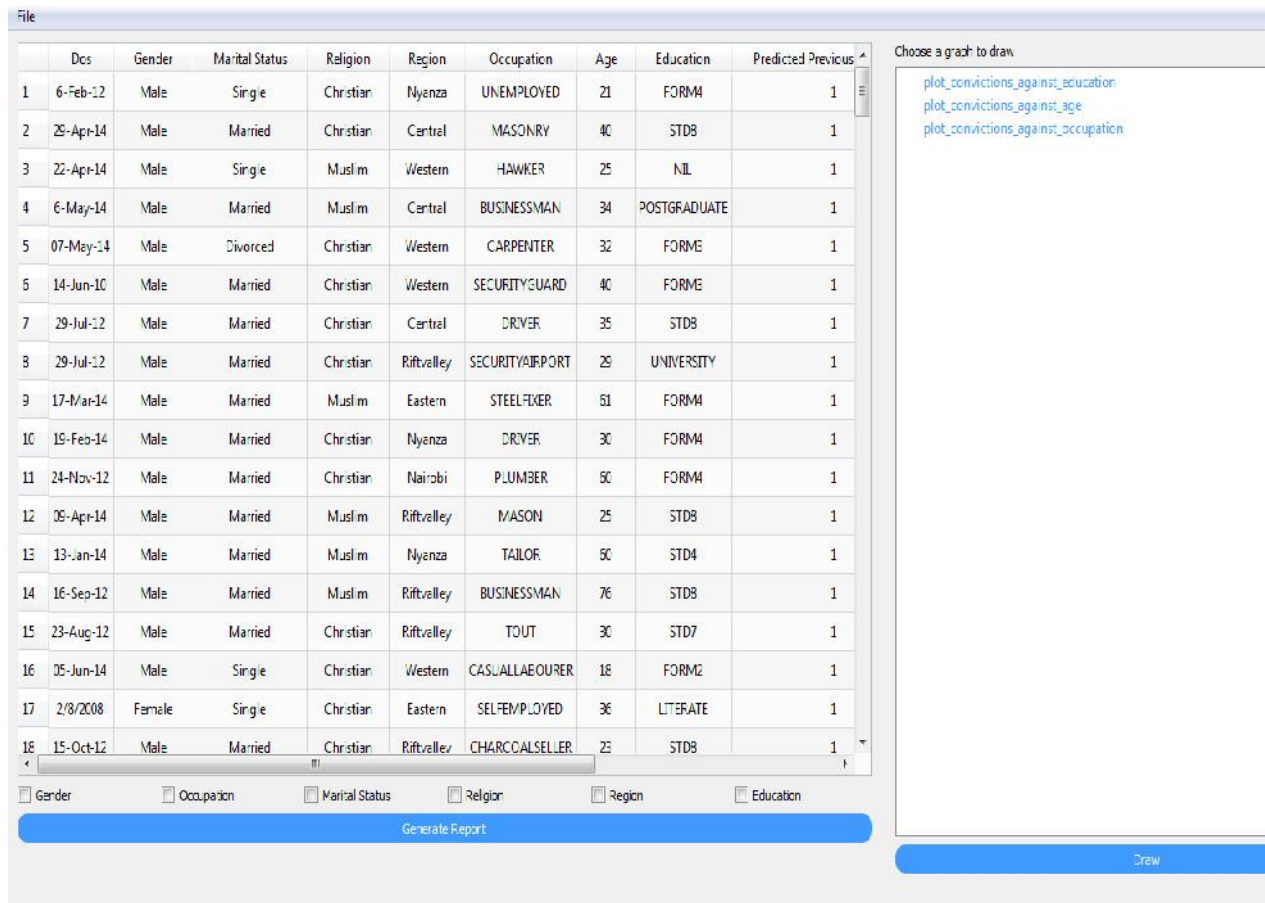 File
Dos Gender Marital Status Religion Region Occupation Age Education Predicted Previous
1 6-Feb-12 Male Single Christian Nyanza UNEMPLOYED 21 FORM4 1
2 29-Apr-14 Male Married Christian Central MASONRY 40 STD8 1
3 22-Apr-14 Male Single Muslim Western HAWKER 25 NIL 1
4 6-May-14 Male Married Muslim Central BUSINESSMAN 34 POSTGRADUATE 1
5 07-May-14 Male Divorced Christian Western CARPENTER 32 FORM3 1
6 14-Jun-10 Male Married Christian Western SECURITYGUARD 40 FORM3 1
7 29-Jul-12 Male Married Christian Central DRIVER 35 STD8 1
8 29-Jul-12 Male Married Christian Riftvalley SECURITYAIRPORT 29 UNIVERSITY 1
9 17-Mar-14 Male Married Muslim Eastern STEELFIXER 61 FORM4 1
10 19-Feb-14 Male Married Christian Nyanza DRIVER 30 FORM4 1
11 24-Nov-12 Male Married Christian Nairobi PLUMBER 60 FORM4 1
12 09-Apr-14 Male Married Muslim Riftvalley MASON 25 STD8 1
13 13-Jan-14 Male Married Muslim Nyanza TAILOR 60 STD4 1
14 16-Sep-12 Male Married Muslim Riftvalley BUSINESSMAN 76 STD8 1
15 23-Aug-12 Male Married Christian Riftvalley TOUT 30 STD7 1
16 05-Jun-14 Male Single Christian Western CASUALLABOURER 18 FORM2 1
17 2/8/2008 Female Single Christian Eastern SELFEMPLOYED 36 LITERATE 1
18 15-Oct-12 Male Married Christian Riftvalley CHARCOALSELLER 23 STD8 1
Gender Occupation Marital Status Religion Region Education
Generate Report
Choose a graph to draw
plot_convictions_against_education
plot_convictions_against_age
plot_convictions_against_occupation
Draw